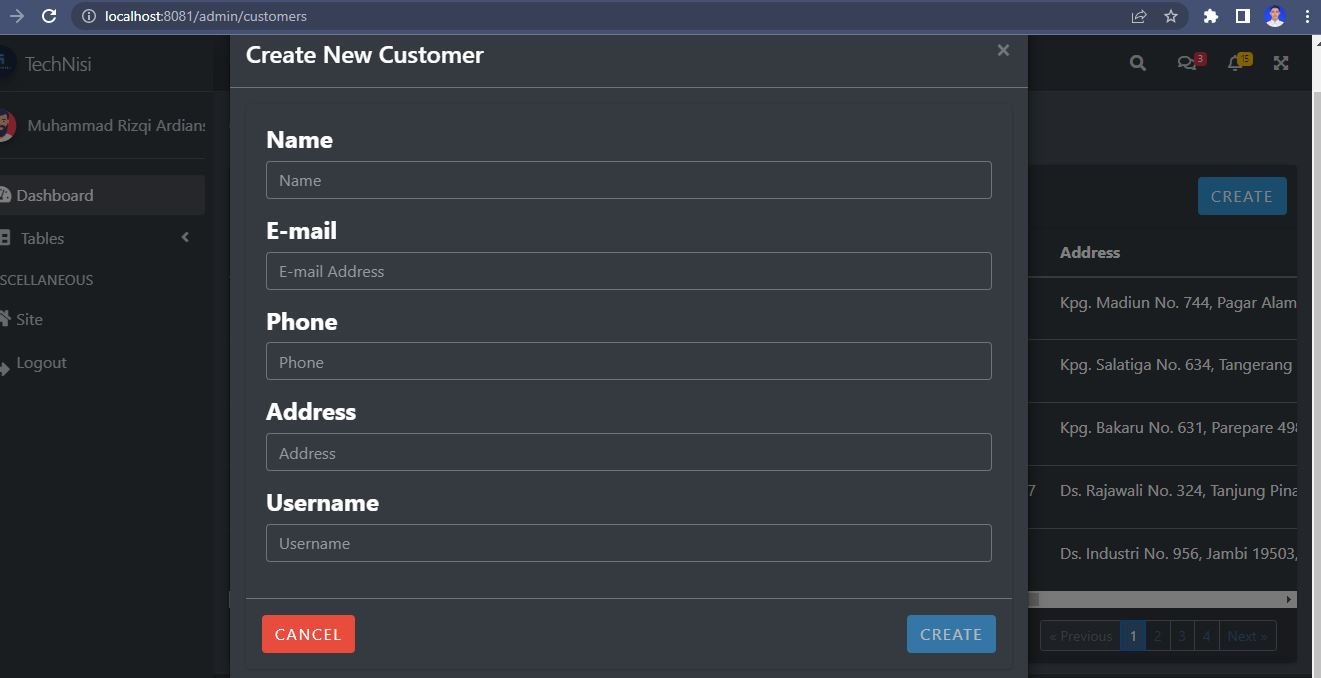 localhost:8081/admin/customers
TechNisi
Create New Customer
×
3
15
Muhammad Rizqi Ardians
Dashboard
Tables
SCELLANEOUS
Site
Logout
Name
Name
E-mail
E-mail Address
Phone
Phone
Address
Address
Username
Username
CANCEL
CREATE
CREATE
Address
Kpg. Madiun No. 744, Pagar Alam
Kpg. Salatiga No. 634, Tangerang
Kpg. Bakaru No. 631, Parepare 498
7 Ds. Rajawali No. 324, Tanjung Pina
Ds. Industri No. 956, Jambi 19503,
« Previous 1 2 3 4 Next »